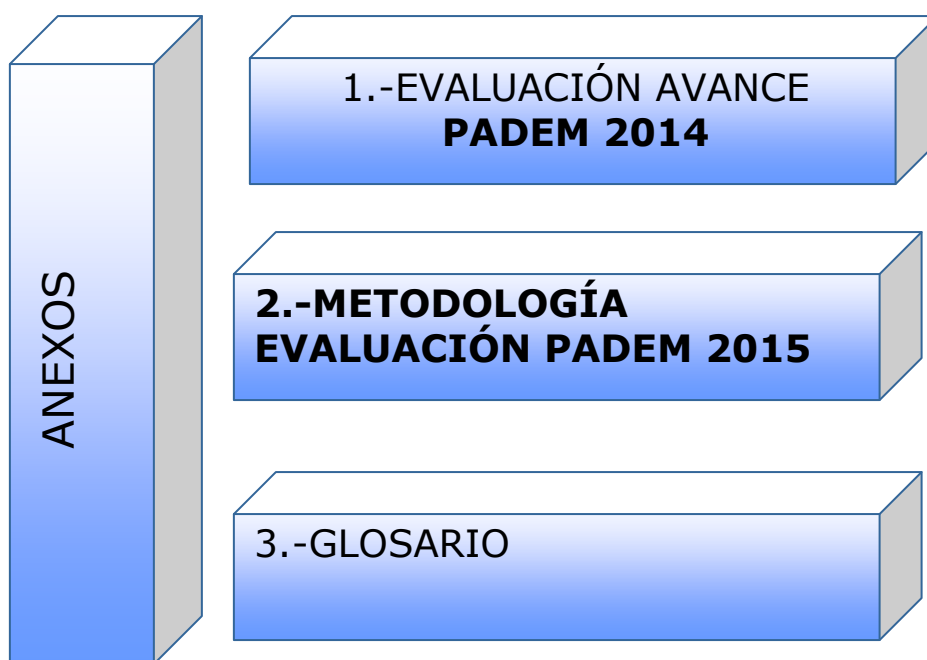 ANEXOS
1.-EVALUACIÓN AVANCE
PADEM 2014
2.-METODOLOGÍA
EVALUACIÓN PADEM 2015
3.-GLOSARIO